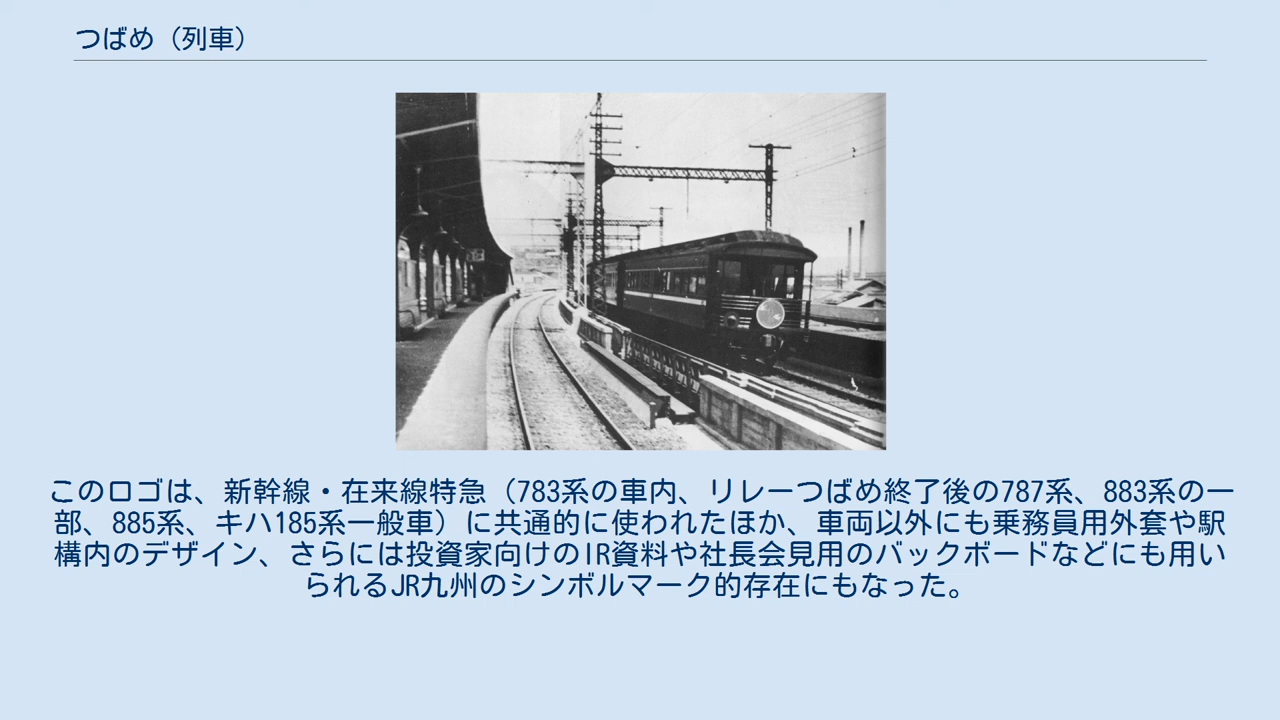 つばめ（列車）
このロゴは、新幹線・在来線特急（783系の車内、リレーつばめ終了後の787系、883系の一
部、885系、キハ185系一般車）に共通的に使われたほか、車両以外にも乗務員用外套や駅
構内のデザイン、さらには投資家向けのIR資料や社長会見用のバックボードなどにも用い
られるJR九州のシンボルマーク的存在にもなった。